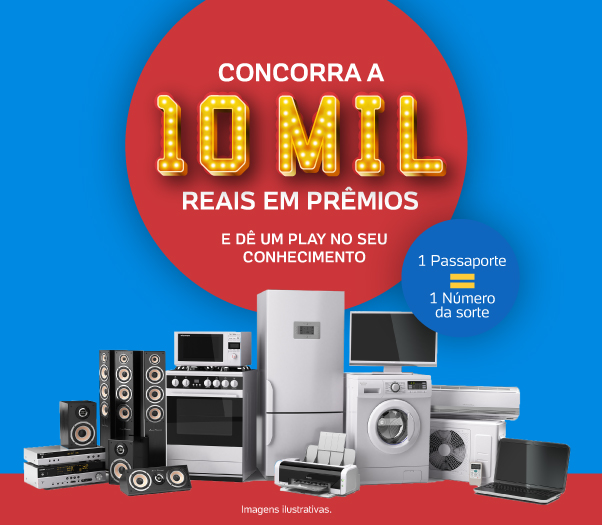 CONCORRA A
10 MIL
REAIS EM PRÊMIOS
E DÊ UM PLAY NO SEU
CONHECIMENTO
1 Passaporte
=
1 Número
da sorte
Imagens ilustrativas.